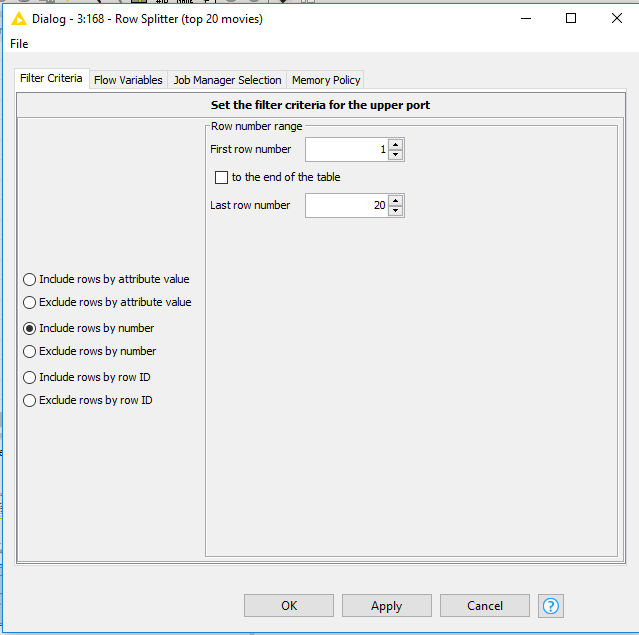 Dialog - 3:168 - Row Splitter (top 20 movies)
File
Filter Criteria Flow Variables Job Manager Selection Memory Policy
Set the filter criteria for the upper port
Row number range
First row number 1
to the end of the table
Last row number 20
Include rows by attribute value
Exclude rows by attribute value
Include rows by number
Exclude rows by number
Include rows by row ID
Exclude rows by row ID
OK Apply Cancel ?